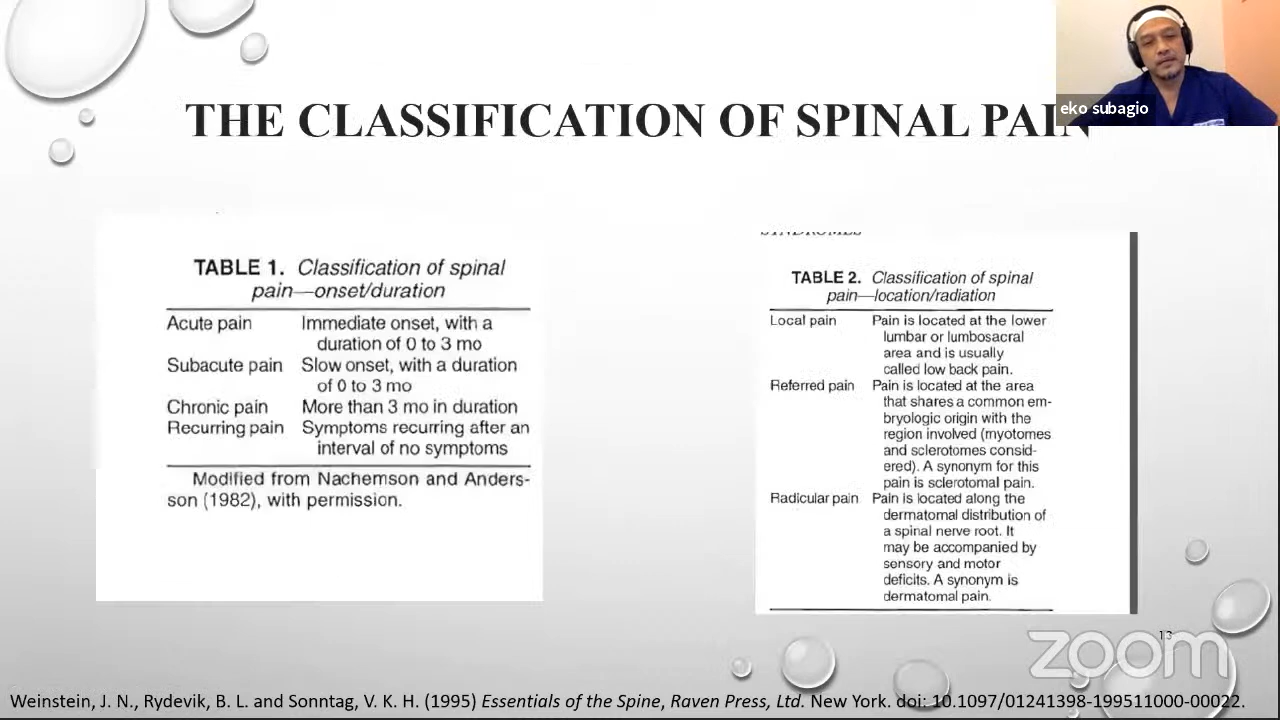 eko subagio
THE CLASSIFICATION OF SPINAL PAIN
TABLE 1. Classification of spinal
pain—onset/duration
Acute pain Immediate onset, with a
duration of 0 to 3 mo
Subacute pain Slow onset, with a duration
of 0 to 3 mo
Chronic pain More than 3 mo in duration
Recurring pain Symptoms recurring after an
interval of no symptoms
Modified from Nachemson and Anders-
son (1982), with permission.
SYNDROMES
TABLE 2. Classification of spinal
pain—location/radiation
Local pain Pain is located at the lower
lumbar or lumbosacral
area and is usually
called low back pain.
Referred pain Pain is located at the area
that shares a common em-
bryologic origin with the
region involved (myotomes
and sclerotomes consid-
ered). A synonym for this
pain is sclerotomal pain.
Radicular pain Pain is located along the
dermatomal distribution of
a spinal nerve root. It
may be accompanied by
sensory and motor
deficits. A synonym is
dermatomal pain.
13
zoom
Weinstein, J. N., Rydevik, B. L. and Sonntag, V. K. H. (1995) Essentials of the Spine, Raven Press, Ltd. New York. doi: 10.1097/01241398-199511000-00022.